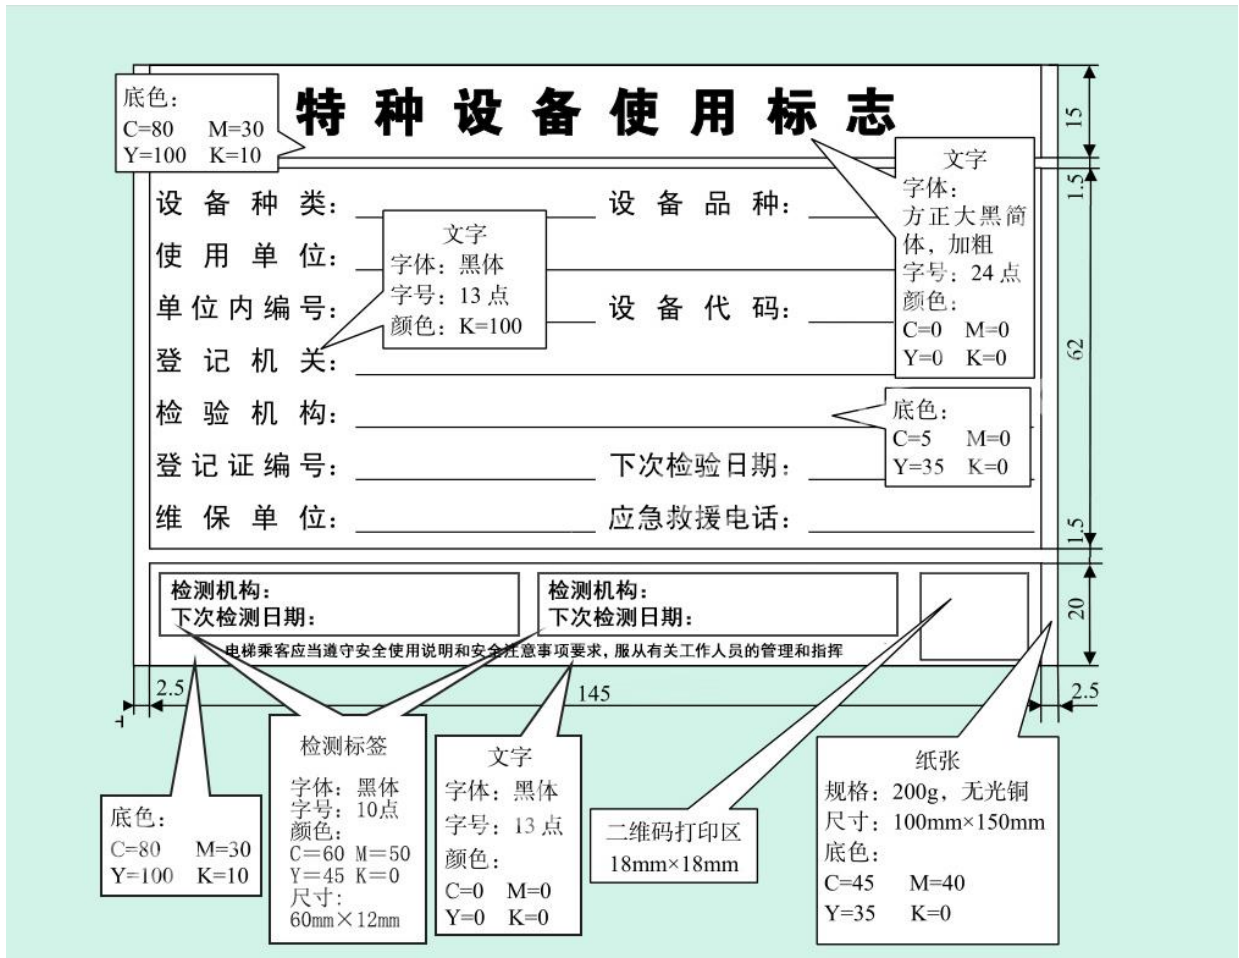 特种设备使用标志
底色：
C=80 M=30
Y=100 K=10
文字
字体：
方正大黑简
体，加粗
字号：24 点
颜色：
C=0 M=0
Y=0 K=0
15
1.5
设备种类：
设备品种：
使用单位：
文字
字体：黑体
字号：13 点
颜色：K=100
单位内编号：
设备代码：
登记机关：
62
检验机构：
底色：
C=5 M=0
Y=35 K=0
登记证编号：
下次检验日期：
维保单位：
应急救援电话：
1.5
检测机构：
下次检测日期：
检测机构：
下次检测日期：
20
电梯乘客应当遵守安全使用说明和安全注意事项要求，服从有关工作人员的管理和指挥
2.5
145
2.5
底色：
C=80 M=30
Y=100 K=10
检测标签
字体：黑体
字号：10点
颜色：
C=60 M=50
Y=45 K=0
尺寸：
60mm×12mm
文字
字体：黑体
字号：13 点
颜色：
C=0 M=0
Y=0 K=0
二维码打印区
18mm×18mm
纸张
规格：200g，无光铜
尺寸：100mm×150mm
底色：
C=45 M=40
Y=35 K=0